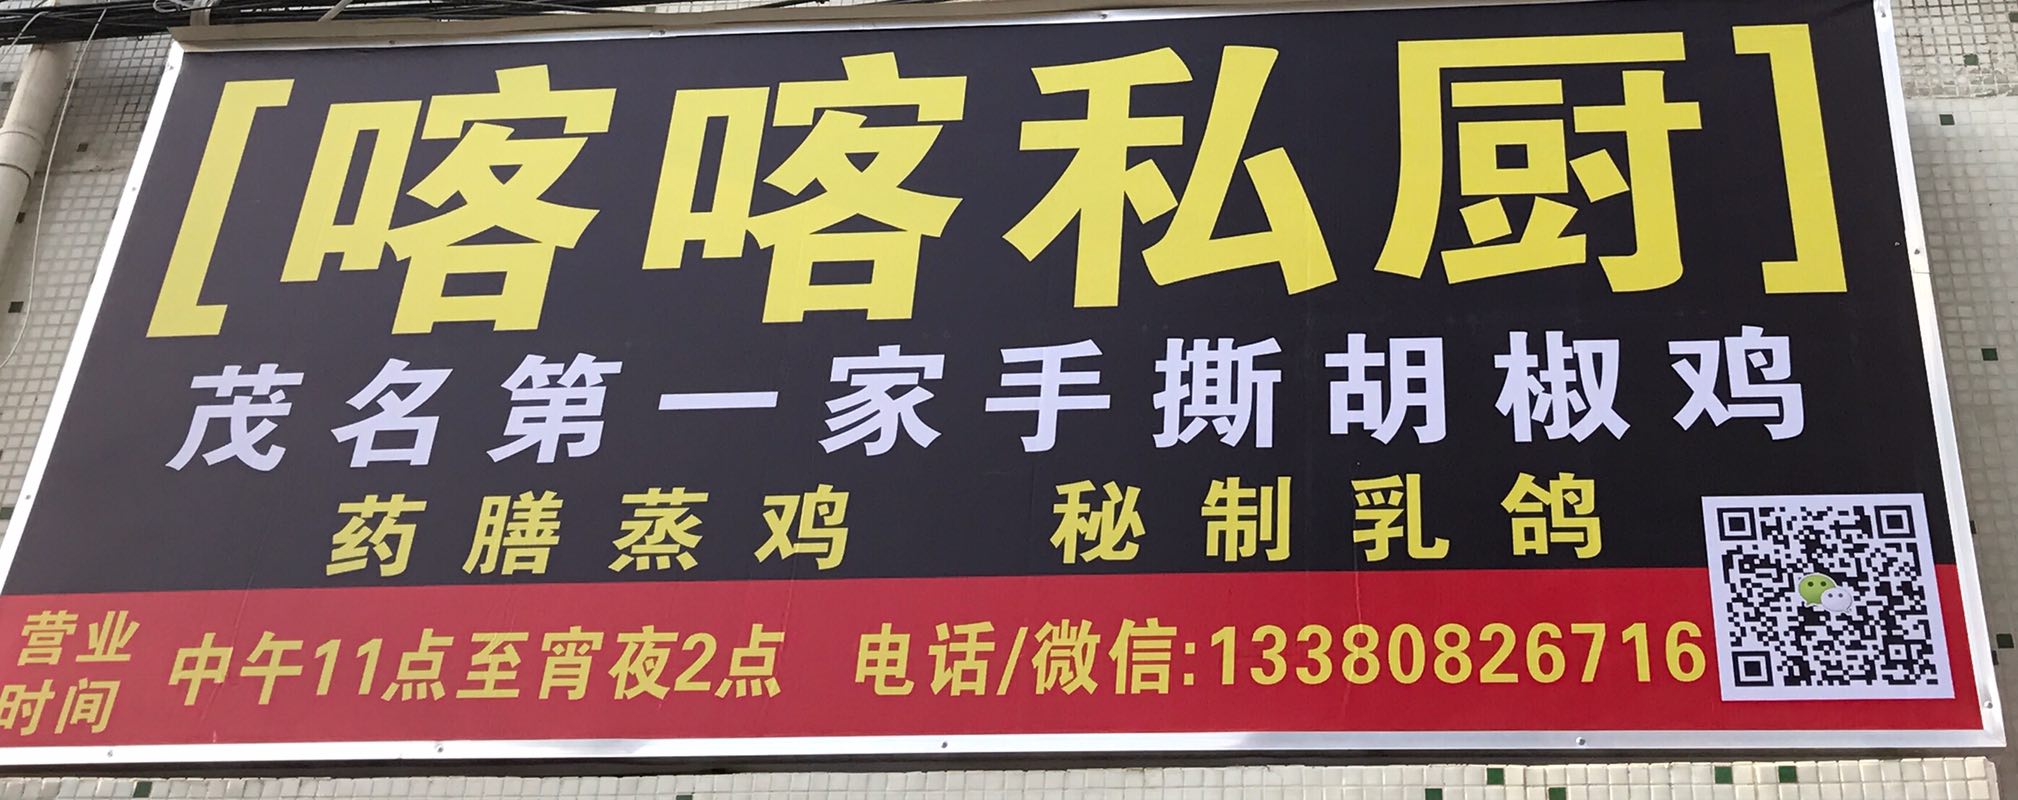 [喀喀私厨]
茂名第一家手撕胡椒鸡
药膳蒸鸡 秘制乳鸽
营业时间 中午11点至宵夜2点 电话/微信:13380826716